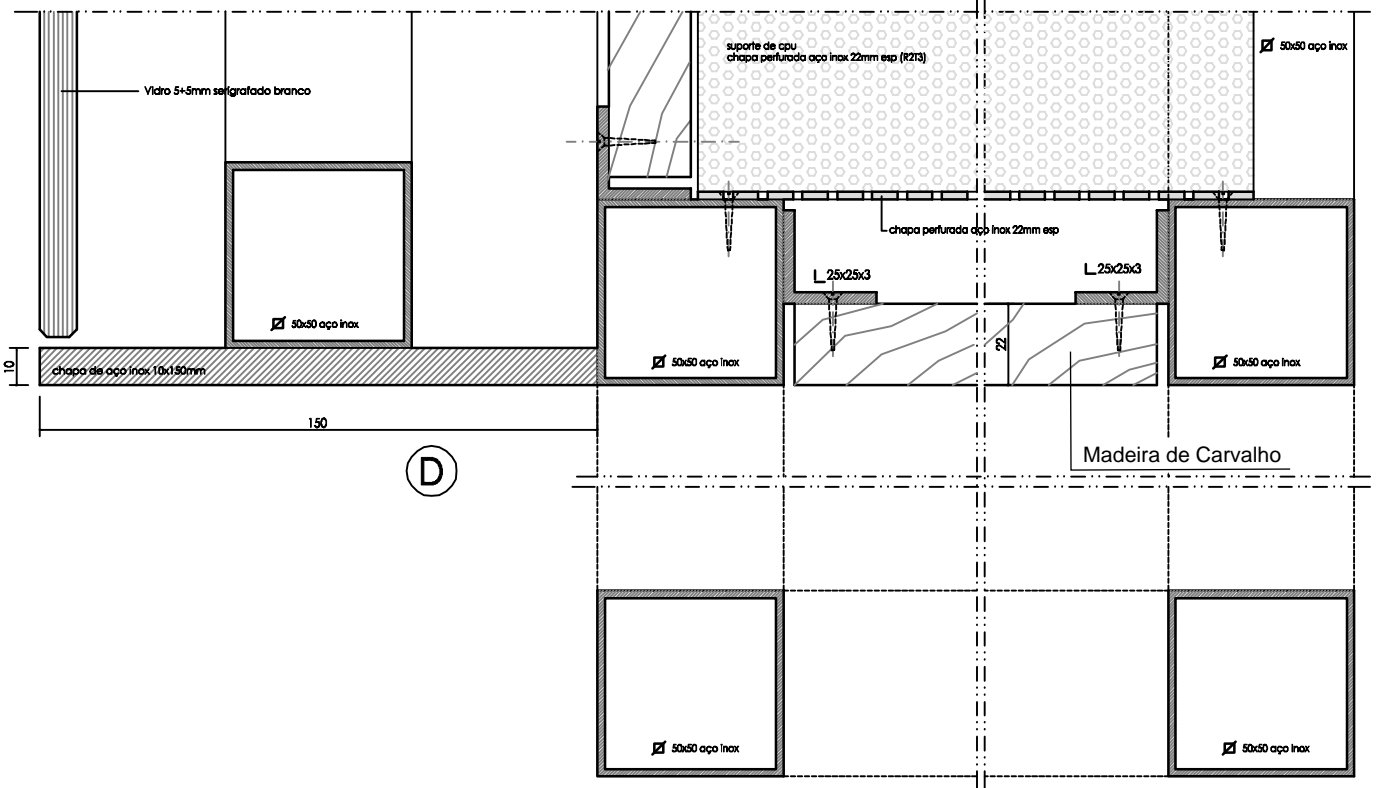 suporte de cpu
chapa perfurada aço inox 22mm esp (R2T3)
50x50 aço inox
Vidro 5+5mm serigrafado branco
chapa perfurada aço inox 22mm esp
L 25x25x3
L 25x25x3
50x50 aço inox
22
50x50 aço inox
50x50 aço inox
10
chapa de aço inox 10x150mm
150
D
Madeira de Carvalho
50x50 aço inox
50x50 aço inox